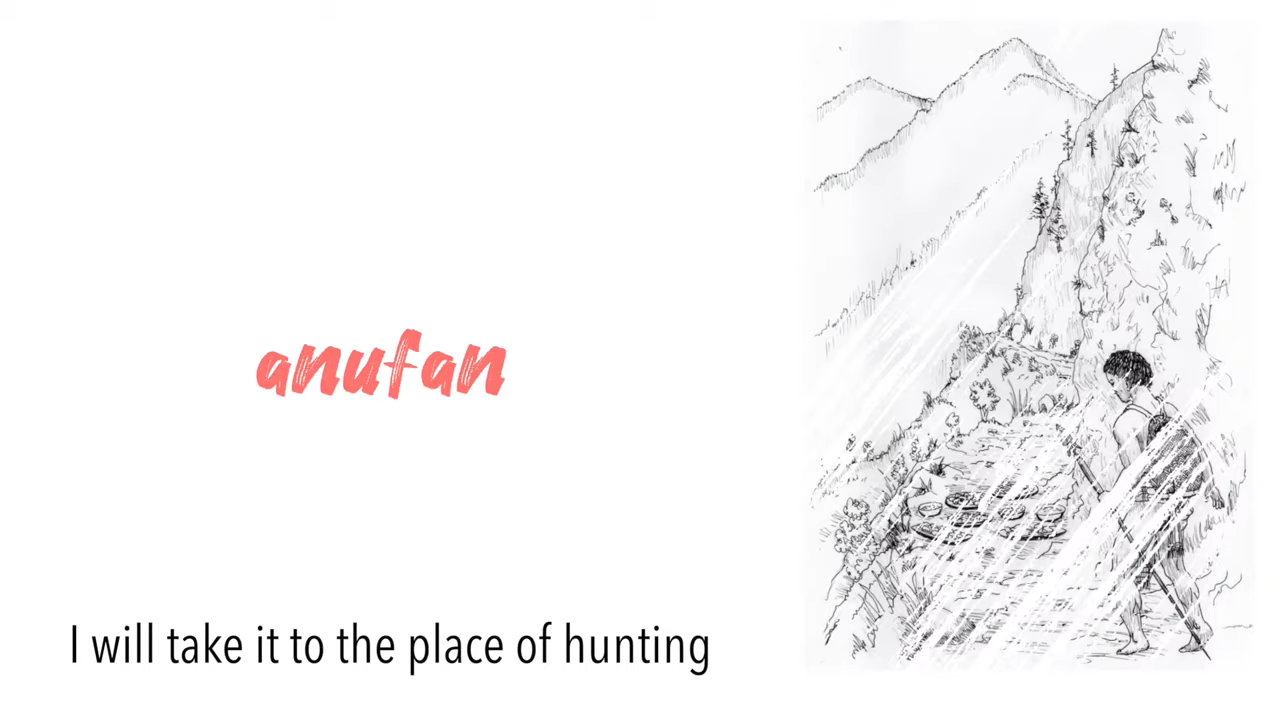 anufan
I will take it to the place of hunting